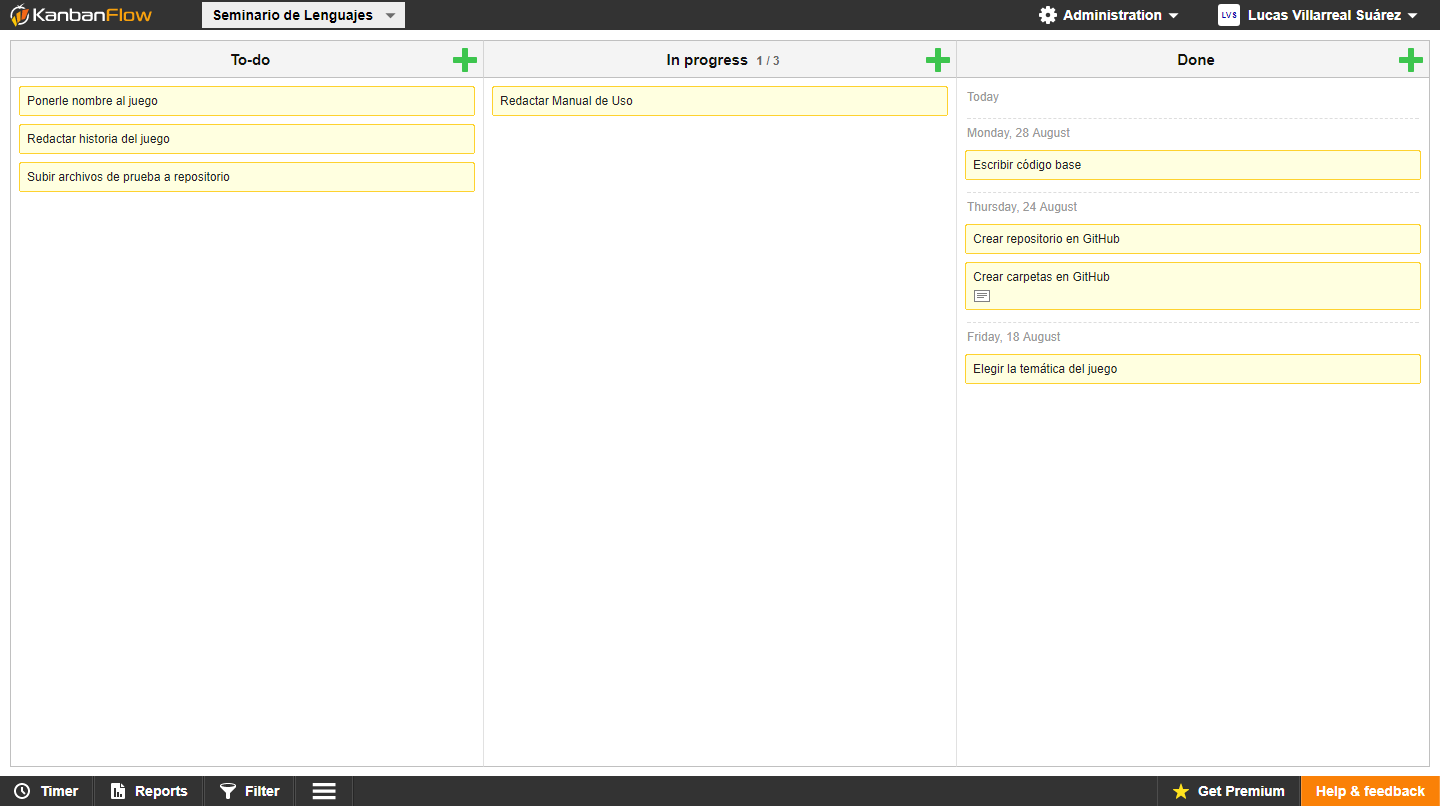 KanbanFlow
Seminario de Lenguajes
Administration
LVS
Lucas Villarreal Suárez
To-do
In progress 1 / 3
Done
Ponerle nombre al juego
Redactar historia del juego
Subir archivos de prueba a repositorio
Redactar Manual de Uso
Today
Monday, 28 August
Escribir código base
Thursday, 24 August
Crear repositorio en GitHub
Crear carpetas en GitHub
Friday, 18 August
Elegir la temática del juego
Timer
Reports
Filter
Get Premium
Help & feedback